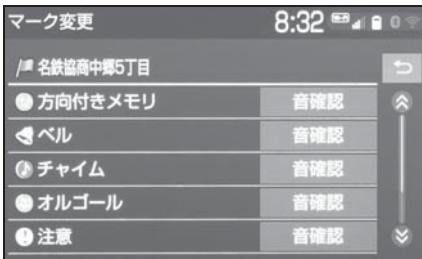 マーク変更 8:32
名鉄協商中郷5丁目
方向付きメモリ 音確認
ベル 音確認
チャイム 音確認
オルゴール 音確認
注意 音確認